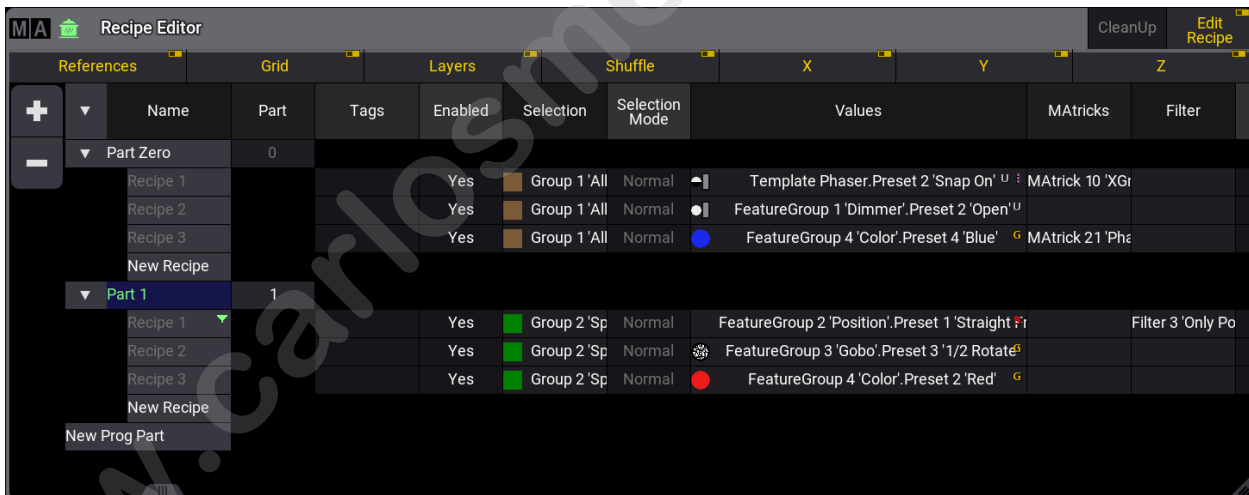 MA Recipe Editor CleanUp Edit Recipe
References Grid Layers Shuffle X Y Z
Name Part Tags Enabled Selection Selection Mode Values MAtricks Filter
Part Zero 0
Recipe 1 Yes Group 1 'All Normal Template Phaser.Preset 2 'Snap On' U MAtrick 10 'XGr
Recipe 2 Yes Group 1 'All Normal FeatureGroup 1 'Dimmer'.Preset 2 'Open' U
Recipe 3 Yes Group 1 'All Normal FeatureGroup 4 'Color'.Preset 4 'Blue' G MAtrick 21 'Pha
New Recipe
Part 1 1
Recipe 1 Yes Group 2 'Sp Normal FeatureGroup 2 'Position'.Preset 1 'Straight Fr Filter 3 'Only Po
Recipe 2 Yes Group 2 'Sp Normal FeatureGroup 3 'Gobo'.Preset 3 '1/2 Rotate G
Recipe 3 Yes Group 2 'Sp Normal FeatureGroup 4 'Color'.Preset 2 'Red' G
New Recipe
New Prog Part
w.carlosme